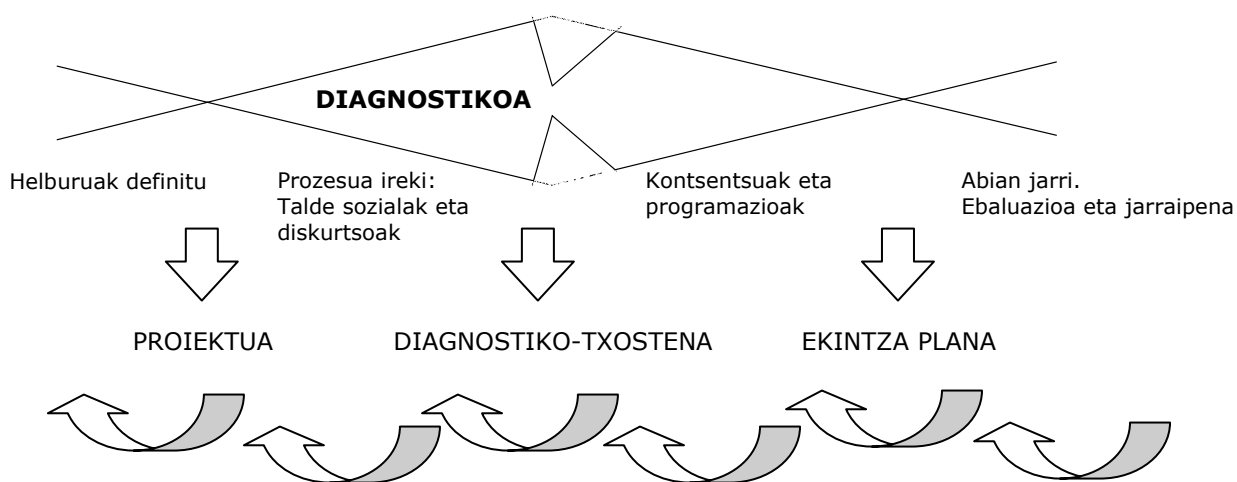 DIAGNOSTIKOA
Helburuak definitu
Prozesua ireki:
Talde sozialak eta
diskurtsoak
Kontsentsuak eta
programazioak
Abian jarri.
Ebaluazioa eta jarraipena
PROIEKTUA
DIAGNOSTIKO-TXOSTENA
EKINTZA PLANA